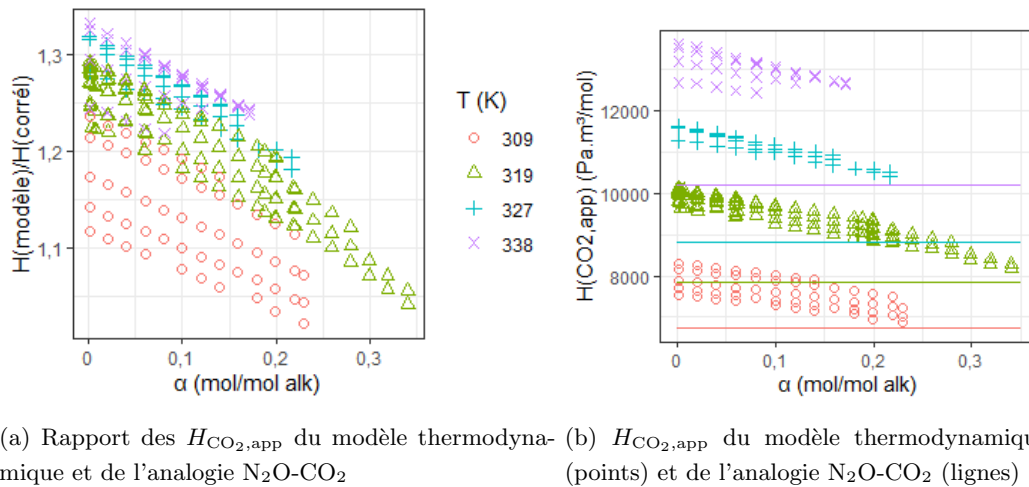 H(modèle)/H(corrél)
1,3
1,2
1,1
0
0,1
0,2
0,3
α (mol/mol alk)
T (K)
309
319
327
338
H(CO2,app) (Pa.m³/mol)
12000
10000
8000
0
0,1
0,2
0,3
α (mol/mol alk)
(a) Rapport des H_CO₂,app du modèle thermodyna-
mique et de l'analogie N₂O-CO₂
(b) H_CO₂,app du modèle thermodynamiqu
(points) et de l'analogie N₂O-CO₂ (lignes)